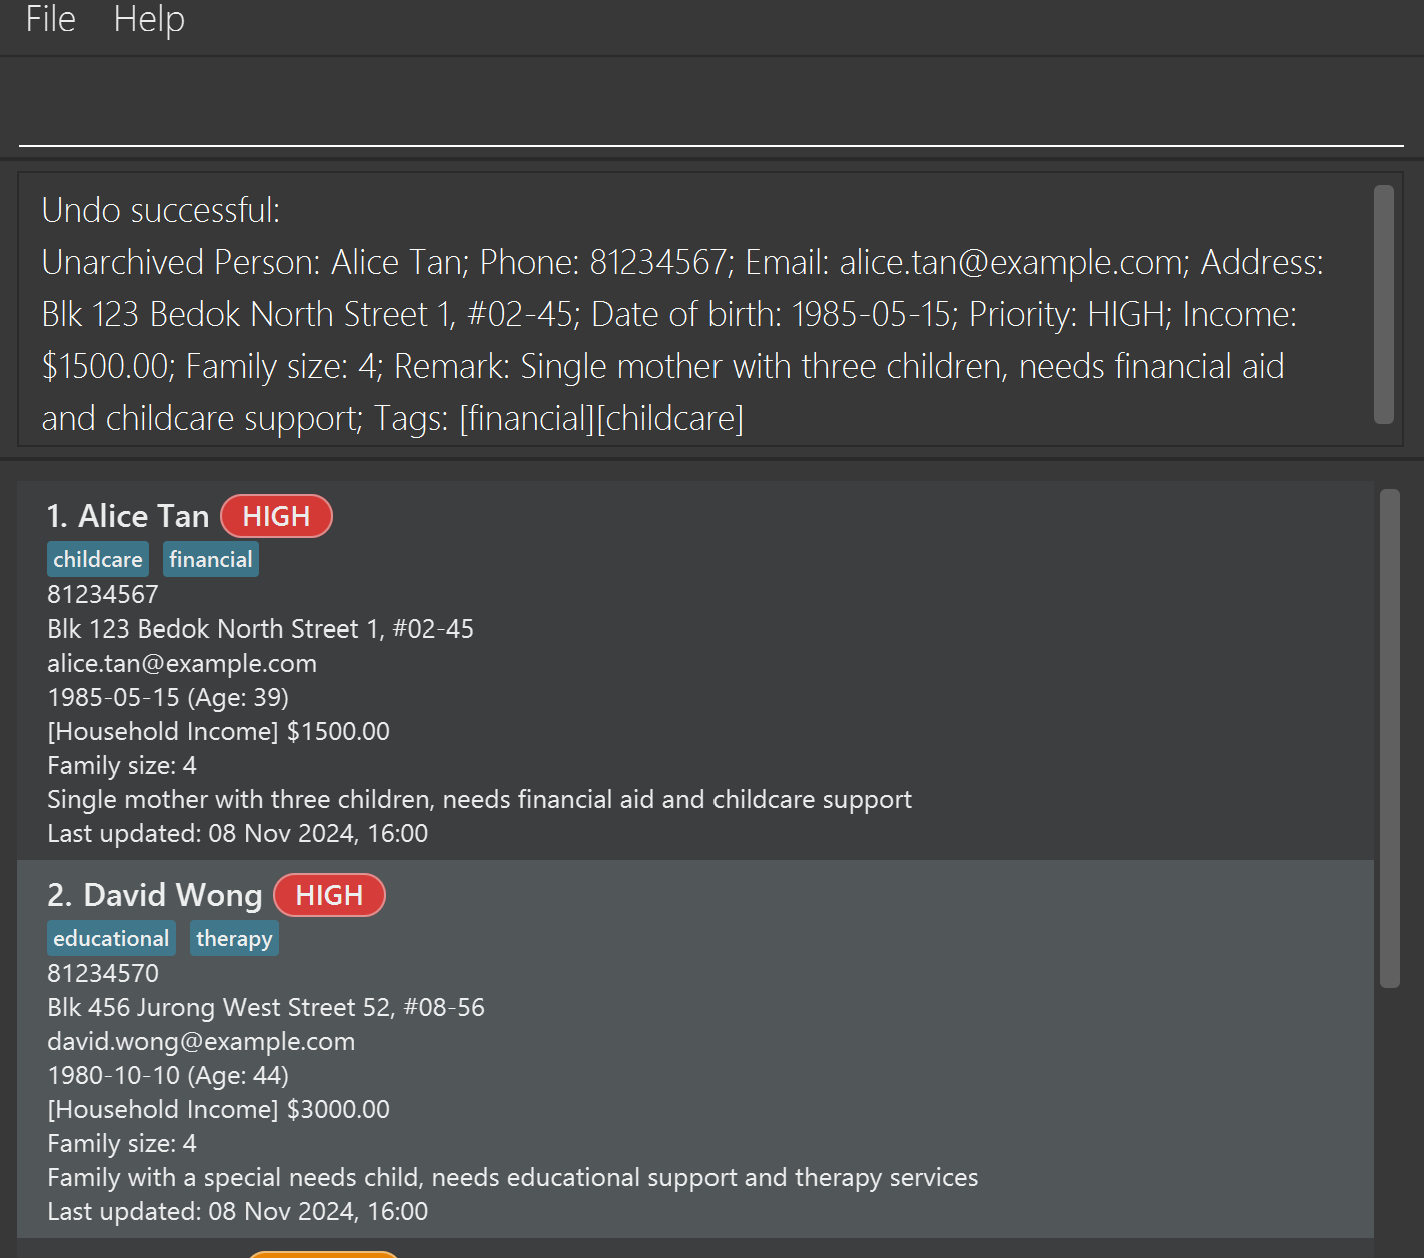 File Help
Undo successful:
Unarchived Person: Alice Tan; Phone: 81234567; Email: alice.tan@example.com; Address:
Blk 123 Bedok North Street 1, #02-45; Date of birth: 1985-05-15; Priority: HIGH; Income:
$1500.00; Family size: 4; Remark: Single mother with three children, needs financial aid
and childcare support; Tags: [financial][childcare]
1. Alice Tan HIGH
childcare financial
81234567
Blk 123 Bedok North Street 1, #02-45
alice.tan@example.com
1985-05-15 (Age: 39)
[Household Income] $1500.00
Family size: 4
Single mother with three children, needs financial aid and childcare support
Last updated: 08 Nov 2024, 16:00
2. David Wong HIGH
educational therapy
81234570
Blk 456 Jurong West Street 52, #08-56
david.wong@example.com
1980-10-10 (Age: 44)
[Household Income] $3000.00
Family size: 4
Family with a special needs child, needs educational support and therapy services
Last updated: 08 Nov 2024, 16:00